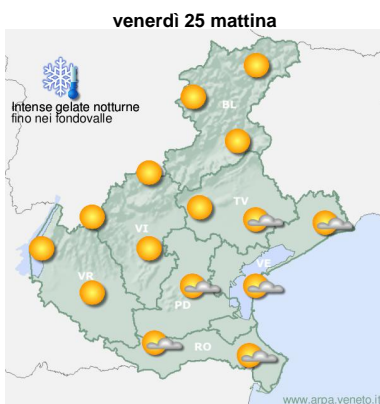 venerdì 25 mattina
Intense gelate notturne
fino nei fondovalle
BL
TV
VI
VE
VR
PD
RO
www.arpa.veneto.it